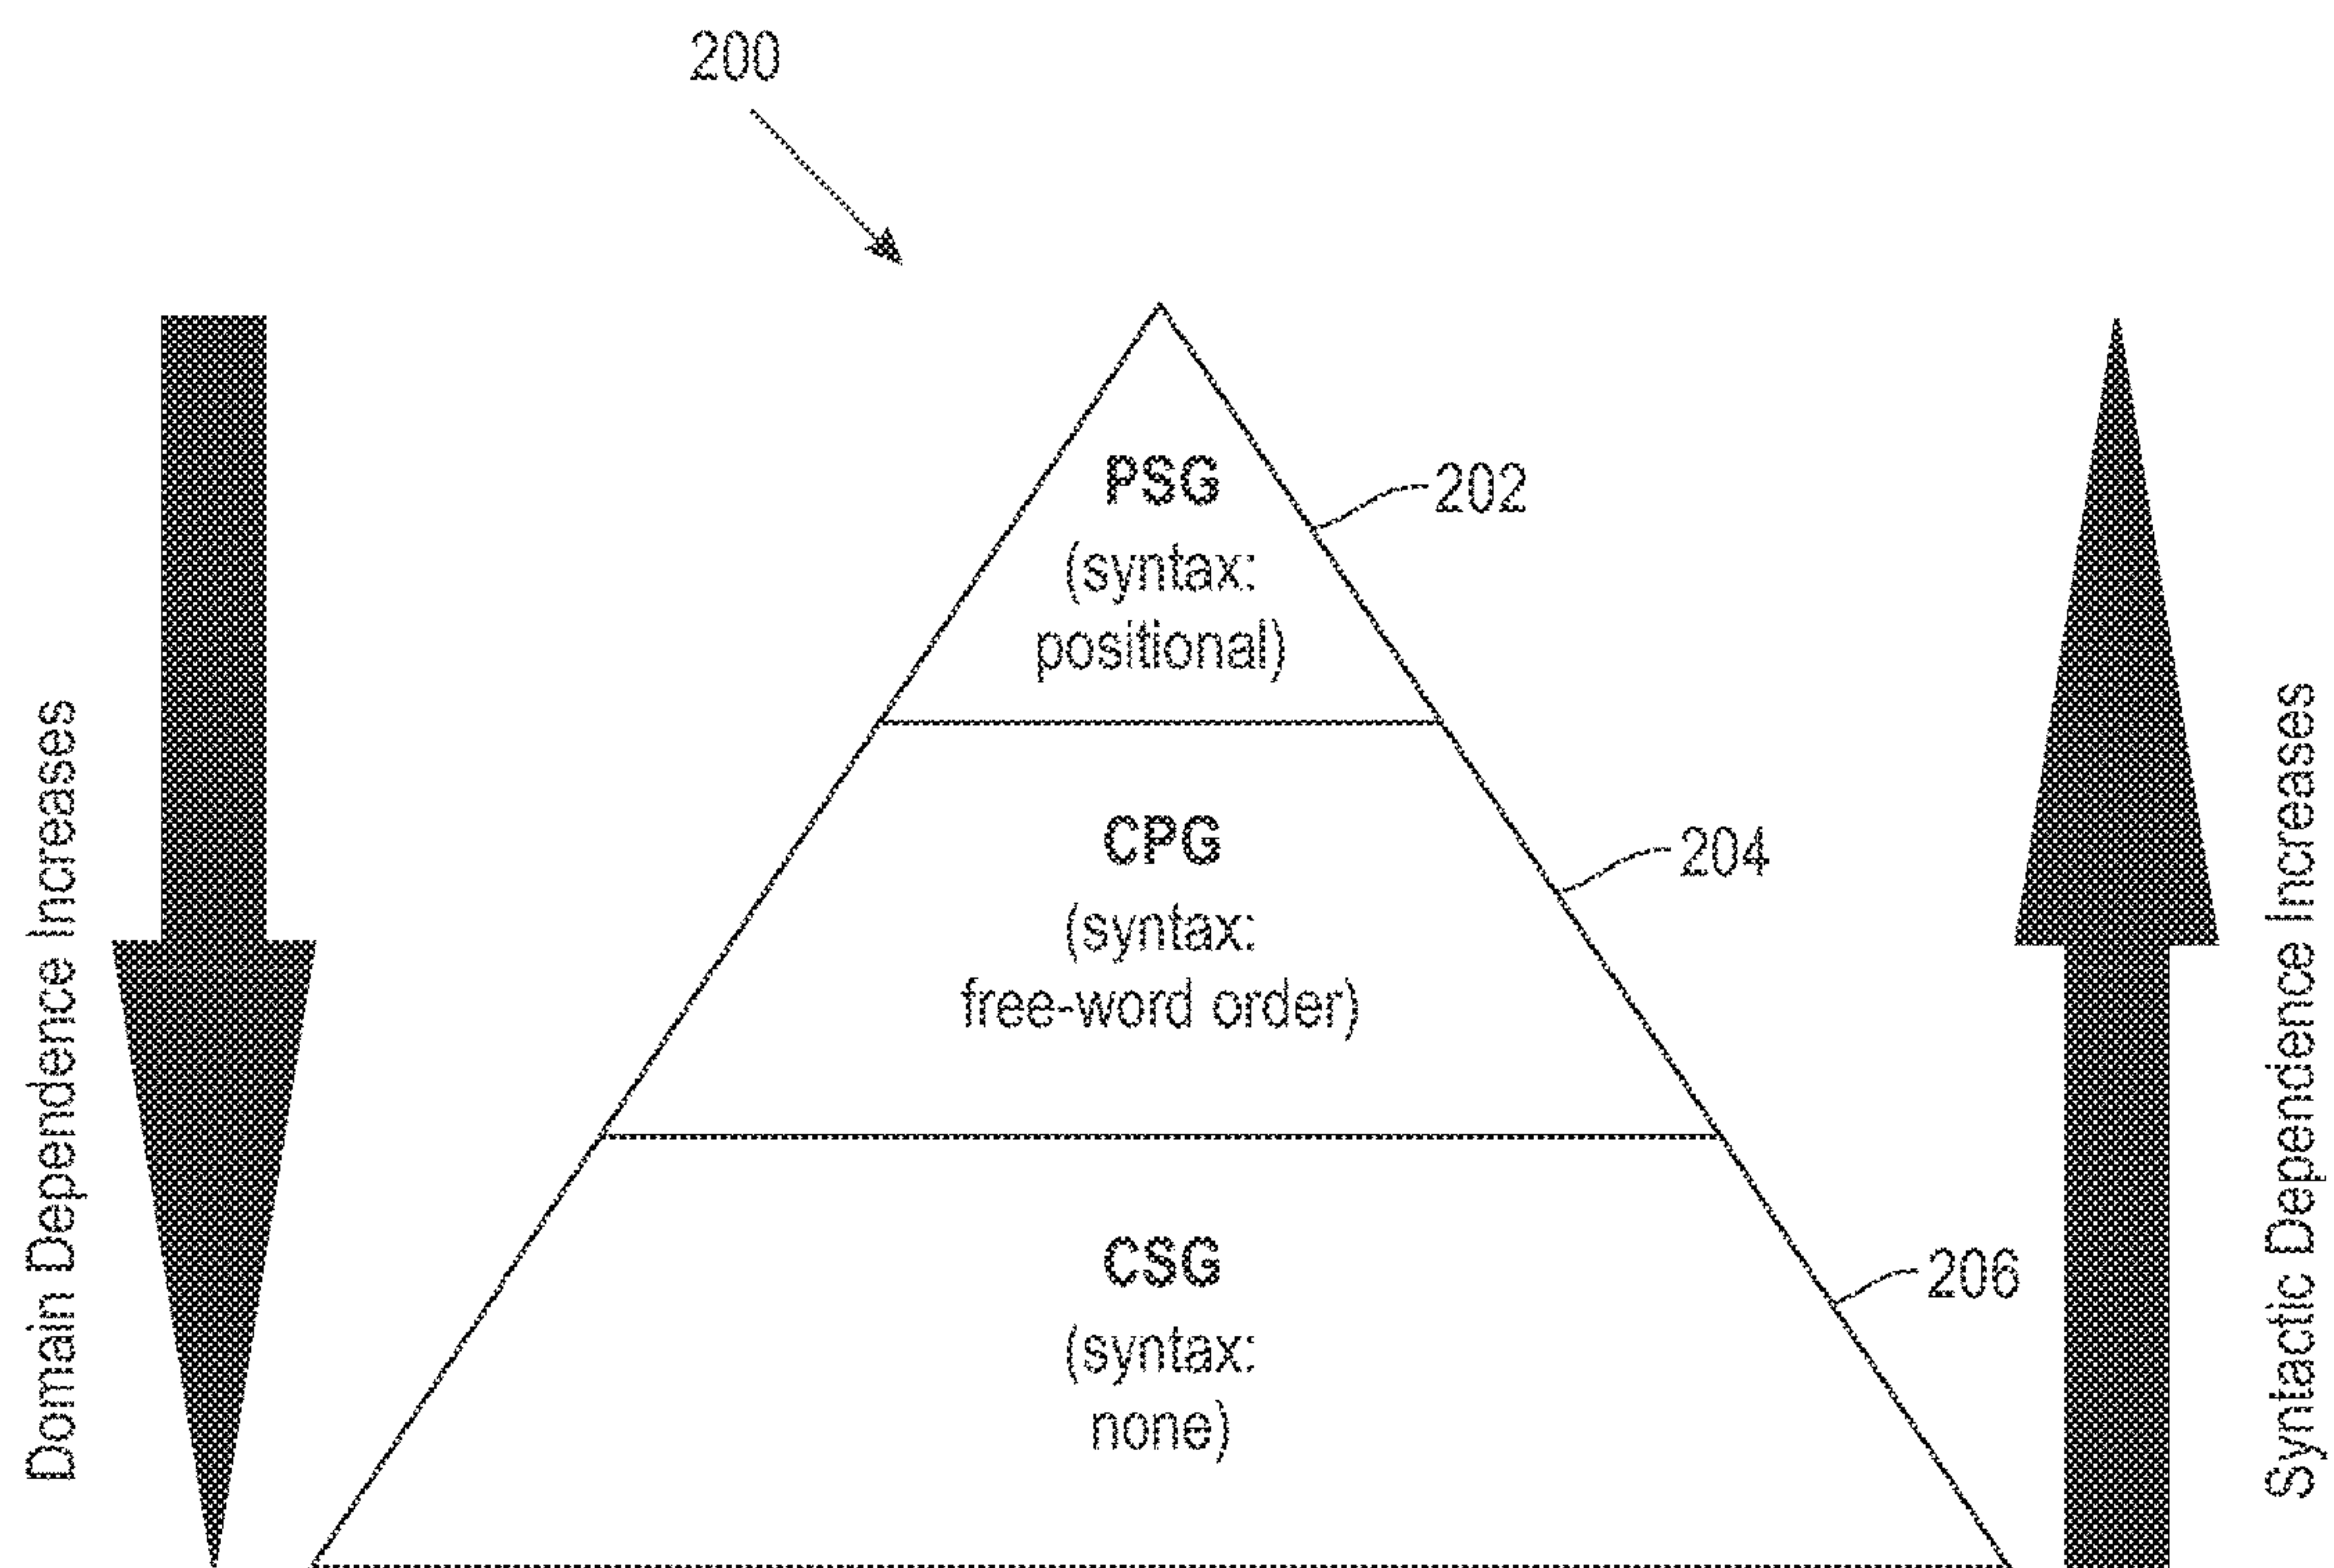 200
PSG
(syntax:
positional)
202
CPG
(syntax:
free-word order)
204
CSG
(syntax:
none)
206
Domain Dependence Increases
Syntactic Dependence Increases